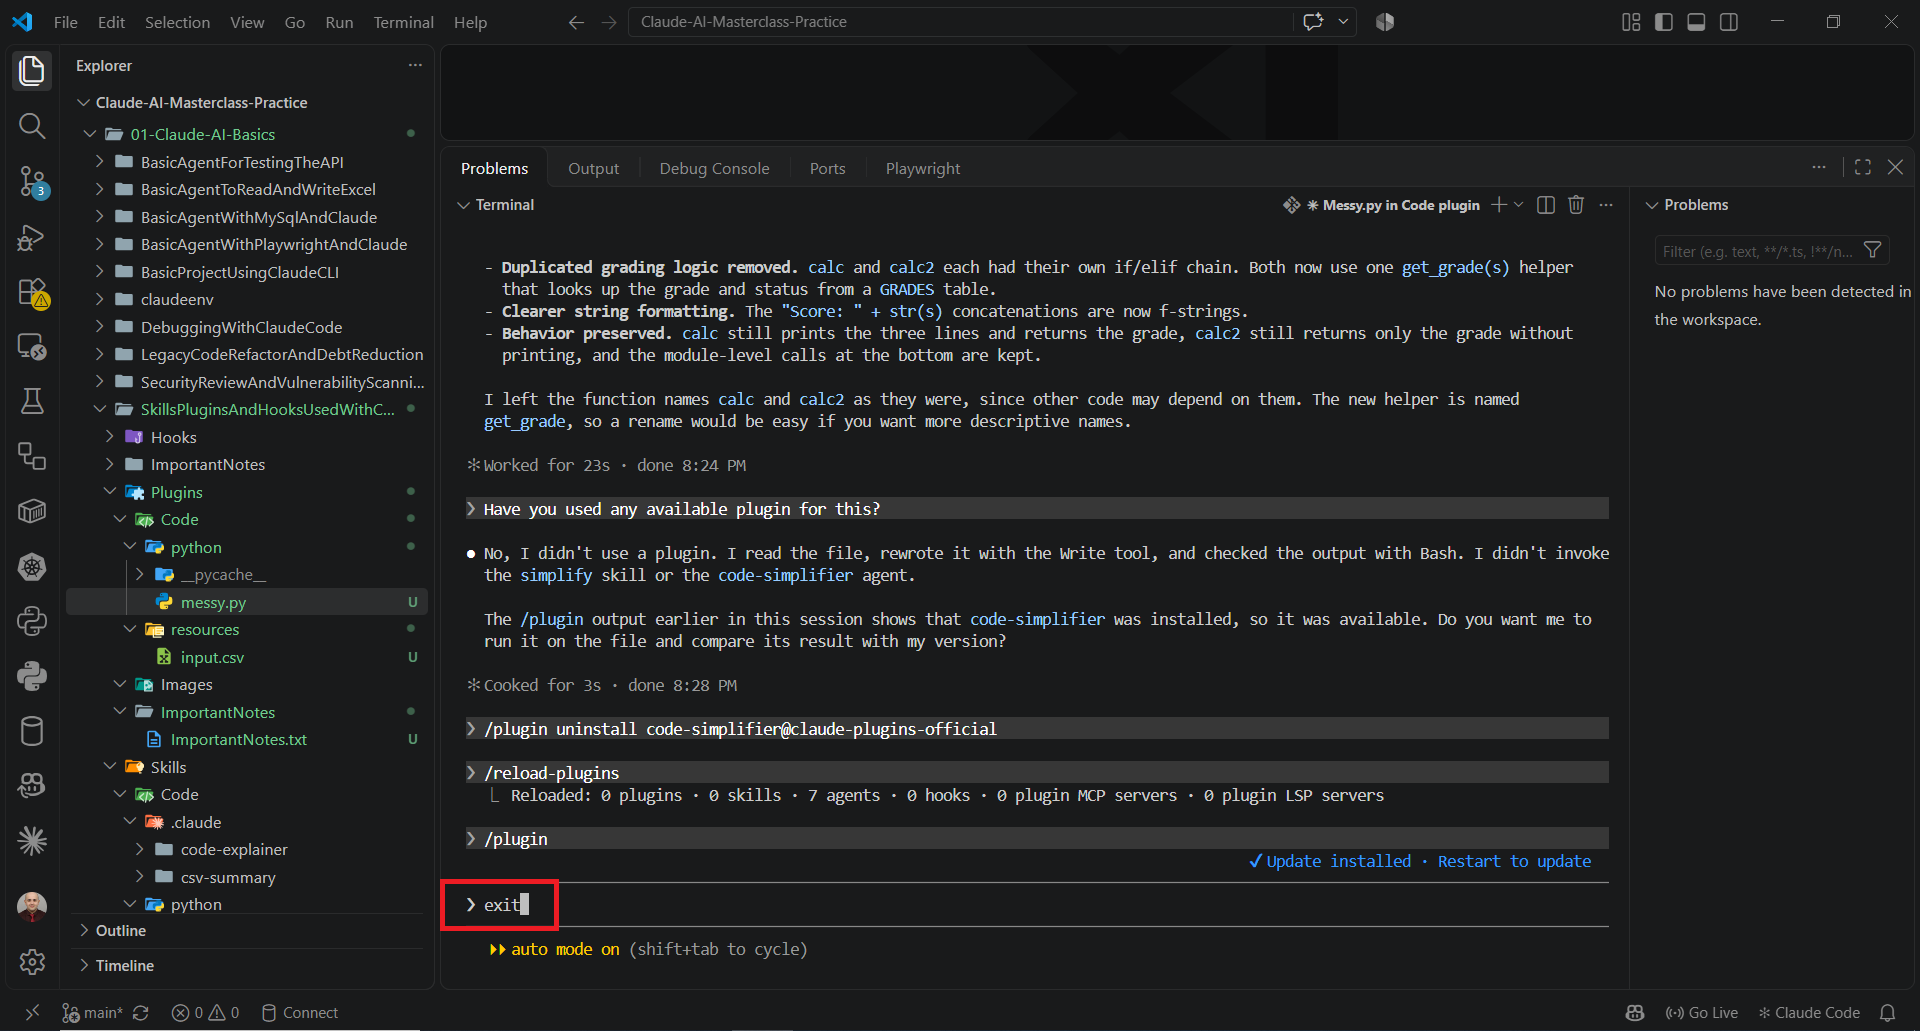 File Edit Selection View Go Run Terminal Help
Claude-AI-Masterclass-Practice
Explorer
Claude-AI-Masterclass-Practice
01-Claude-AI-Basics
BasicAgentForTestingTheAPI
BasicAgentToReadAndWriteExcel
BasicAgentWithMySqlAndClaude
BasicAgentWithPlaywrightAndClaude
BasicProjectUsingClaudeCLI
claudeenv
DebuggingWithClaudeCode
LegacyCodeRefactorAndDebtReduction
SecurityReviewAndVulnerabilityScanni...
SkillsPluginsAndHooksUsedWithC...
Hooks
ImportantNotes
Plugins
Code
python
__pycache__
messy.py U
resources
input.csv U
Images
ImportantNotes
ImportantNotes.txt U
Skills
Code
.claude
code-explainer
csv-summary
python
Outline
Timeline
3
Problems Output Debug Console Ports Playwright
Terminal
Messy.py in Code plugin
- Duplicated grading logic removed. calc and calc2 each had their own if/elif chain. Both now use one get_grade(s) helper
that looks up the grade and status from a GRADES table.
- Clearer string formatting. The "Score: " + str(s) concatenations are now f-strings.
- Behavior preserved. calc still prints the three lines and returns the grade, calc2 still returns only the grade without
printing, and the module-level calls at the bottom are kept.
I left the function names calc and calc2 as they were, since other code may depend on them. The new helper is named
get_grade, so a rename would be easy if you want more descriptive names.
Worked for 23s · done 8:24 PM
❯ Have you used any available plugin for this?
● No, I didn't use a plugin. I read the file, rewrote it with the Write tool, and checked the output with Bash. I didn't invoke
the simplify skill or the code-simplifier agent.
The /plugin output earlier in this session shows that code-simplifier was installed, so it was available. Do you want me to
run it on the file and compare its result with my version?
Cooked for 3s · done 8:28 PM
❯ /plugin uninstall code-simplifier@claude-plugins-official
❯ /reload-plugins
⎿ Reloaded: 0 plugins · 0 skills · 7 agents · 0 hooks · 0 plugin MCP servers · 0 plugin LSP servers
❯ /plugin
✓Update installed · Restart to update
❯ exit
auto mode on (shift+tab to cycle)
Problems
Filter (e.g. text, **/*.ts, !**/n...
No problems have been detected in
the workspace.
main* 0 0 Connect
Go Live Claude Code